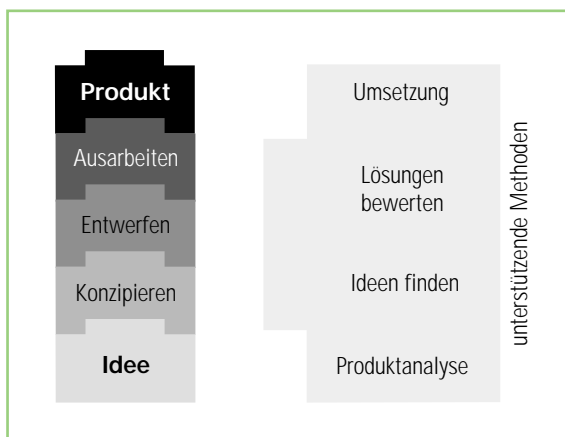 Produkt
Ausarbeiten
Entwerfen
Konzipieren
Idee
Umsetzung
Lösungen
bewerten
Ideen finden
Produktanalyse
unterstützende Methoden